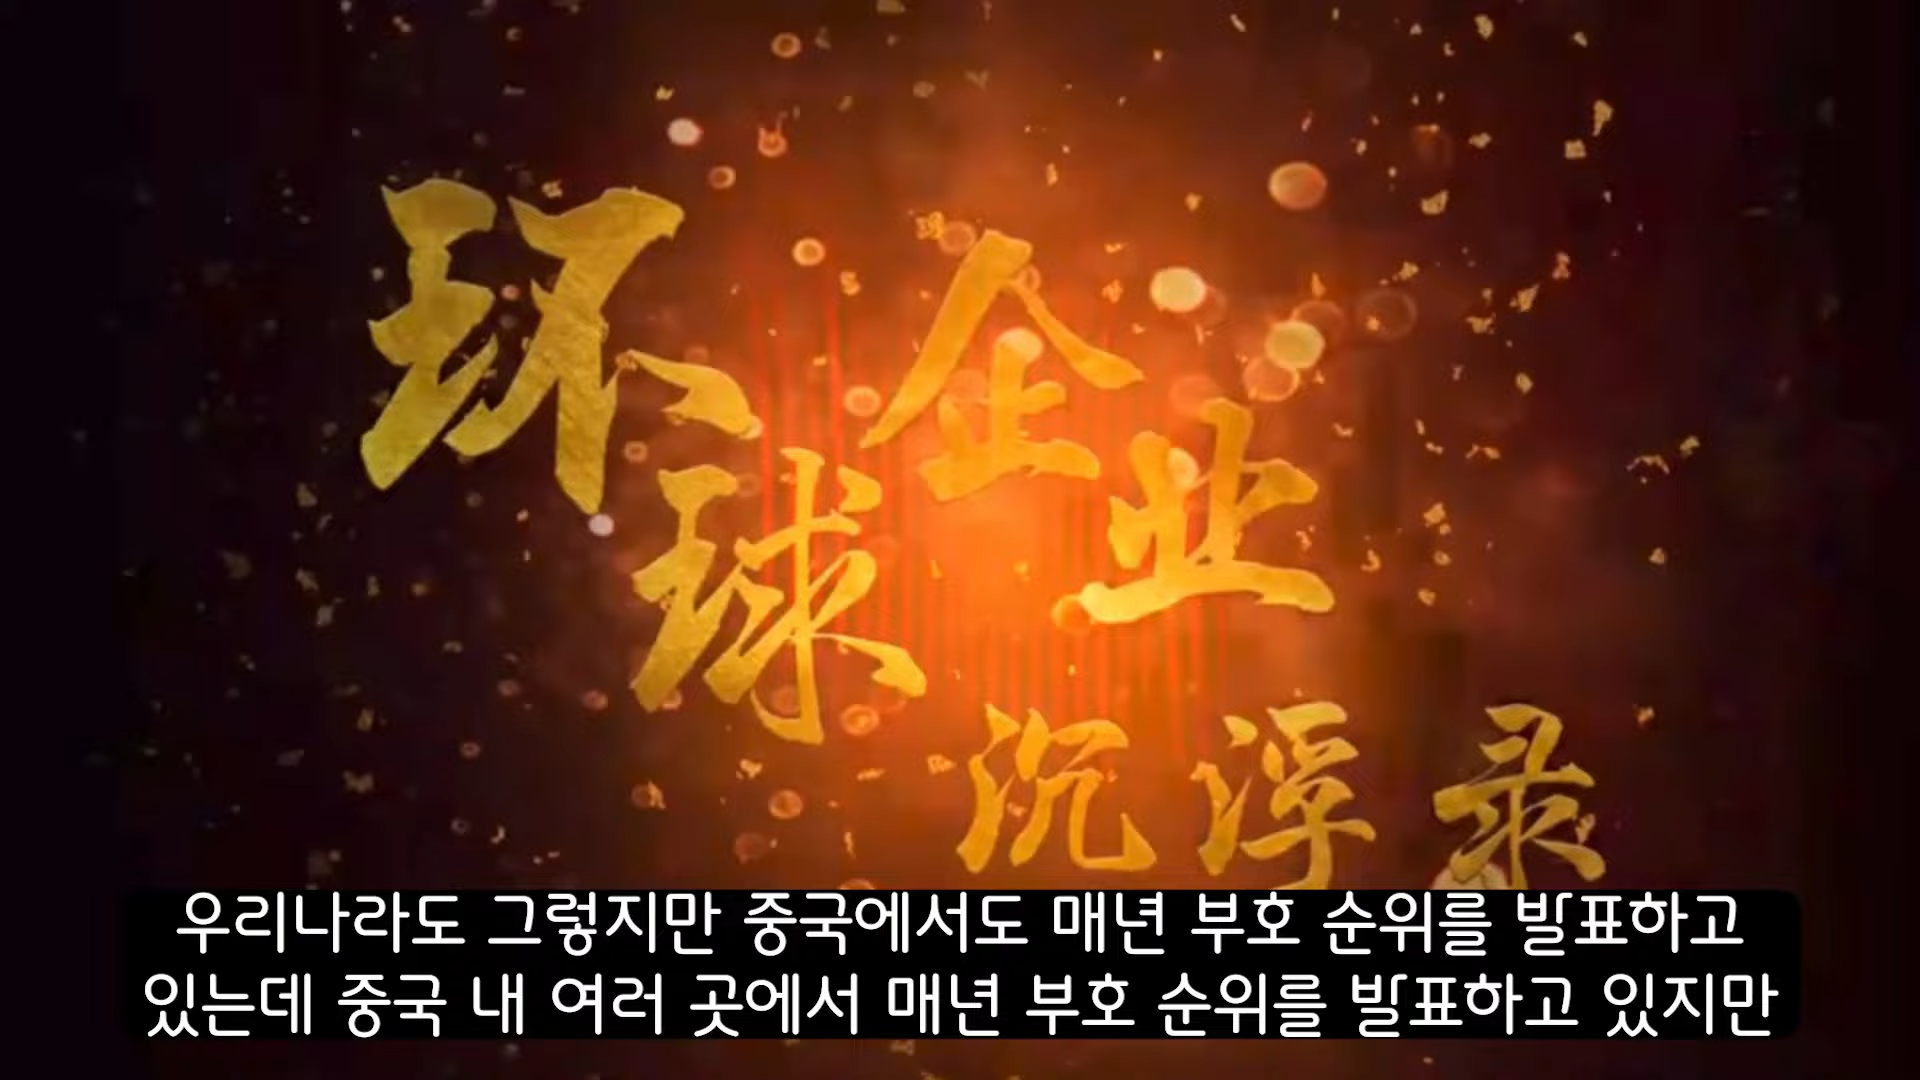 环球
企业
沉浮录
우리나라도 그렇지만 중국에서도 매년 부호 순위를 발표하고
있는데 중국 내 여러 곳에서 매년 부호 순위를 발표하고 있지만